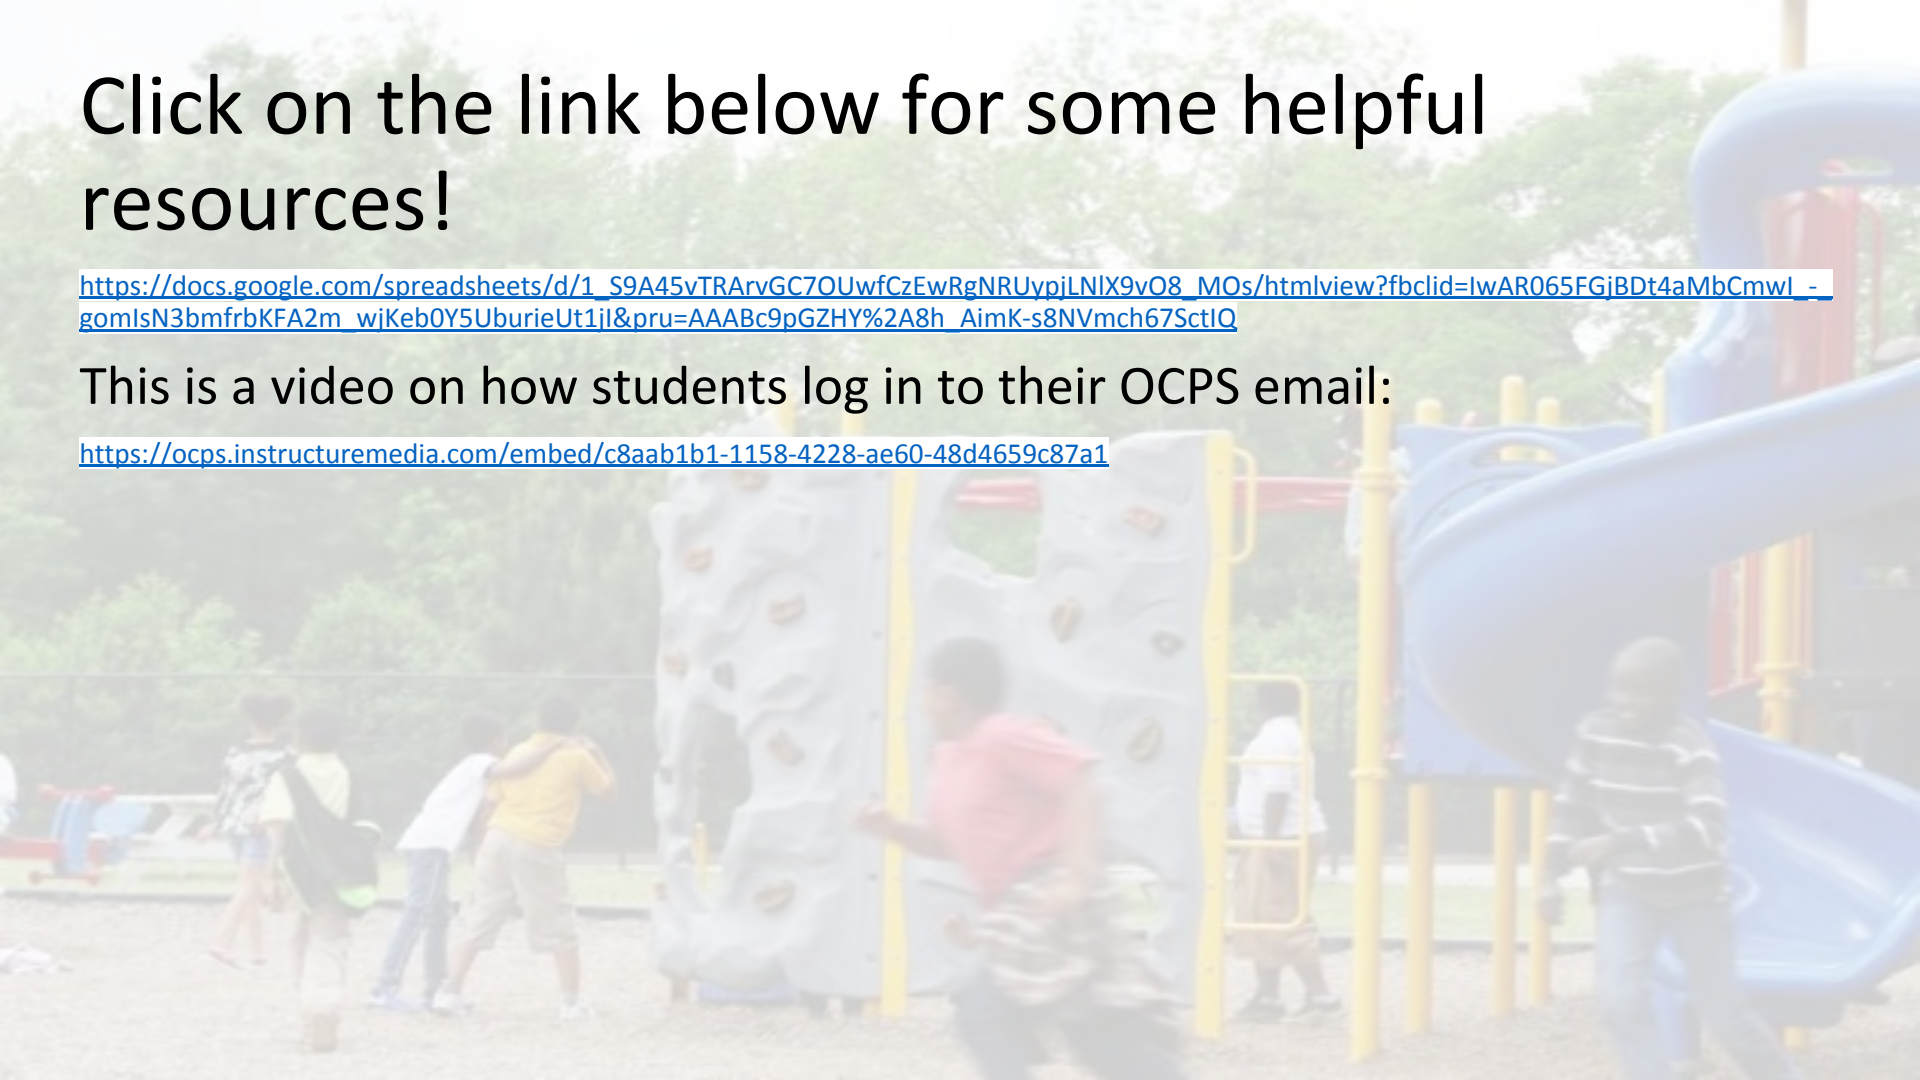 Click on the link below for some helpful
resources!
https://docs.google.com/spreadsheets/d/1_S9A45vTRArvGC7OUwfCzEwRgNRUypjLNlX9vO8_MOs/htmlview?fbclid=IwAR065FGjBDt4aMbCmwI_-_
gomIsN3bmfrbKFA2m_wjKeb0Y5UburieUt1jI&pru=AAABc9pGZHY%2A8h_AimK-s8NVmch67SctIQ
This is a video on how students log in to their OCPS email:
https://ocps.instructuremedia.com/embed/c8aab1b1-1158-4228-ae60-48d4659c87a1